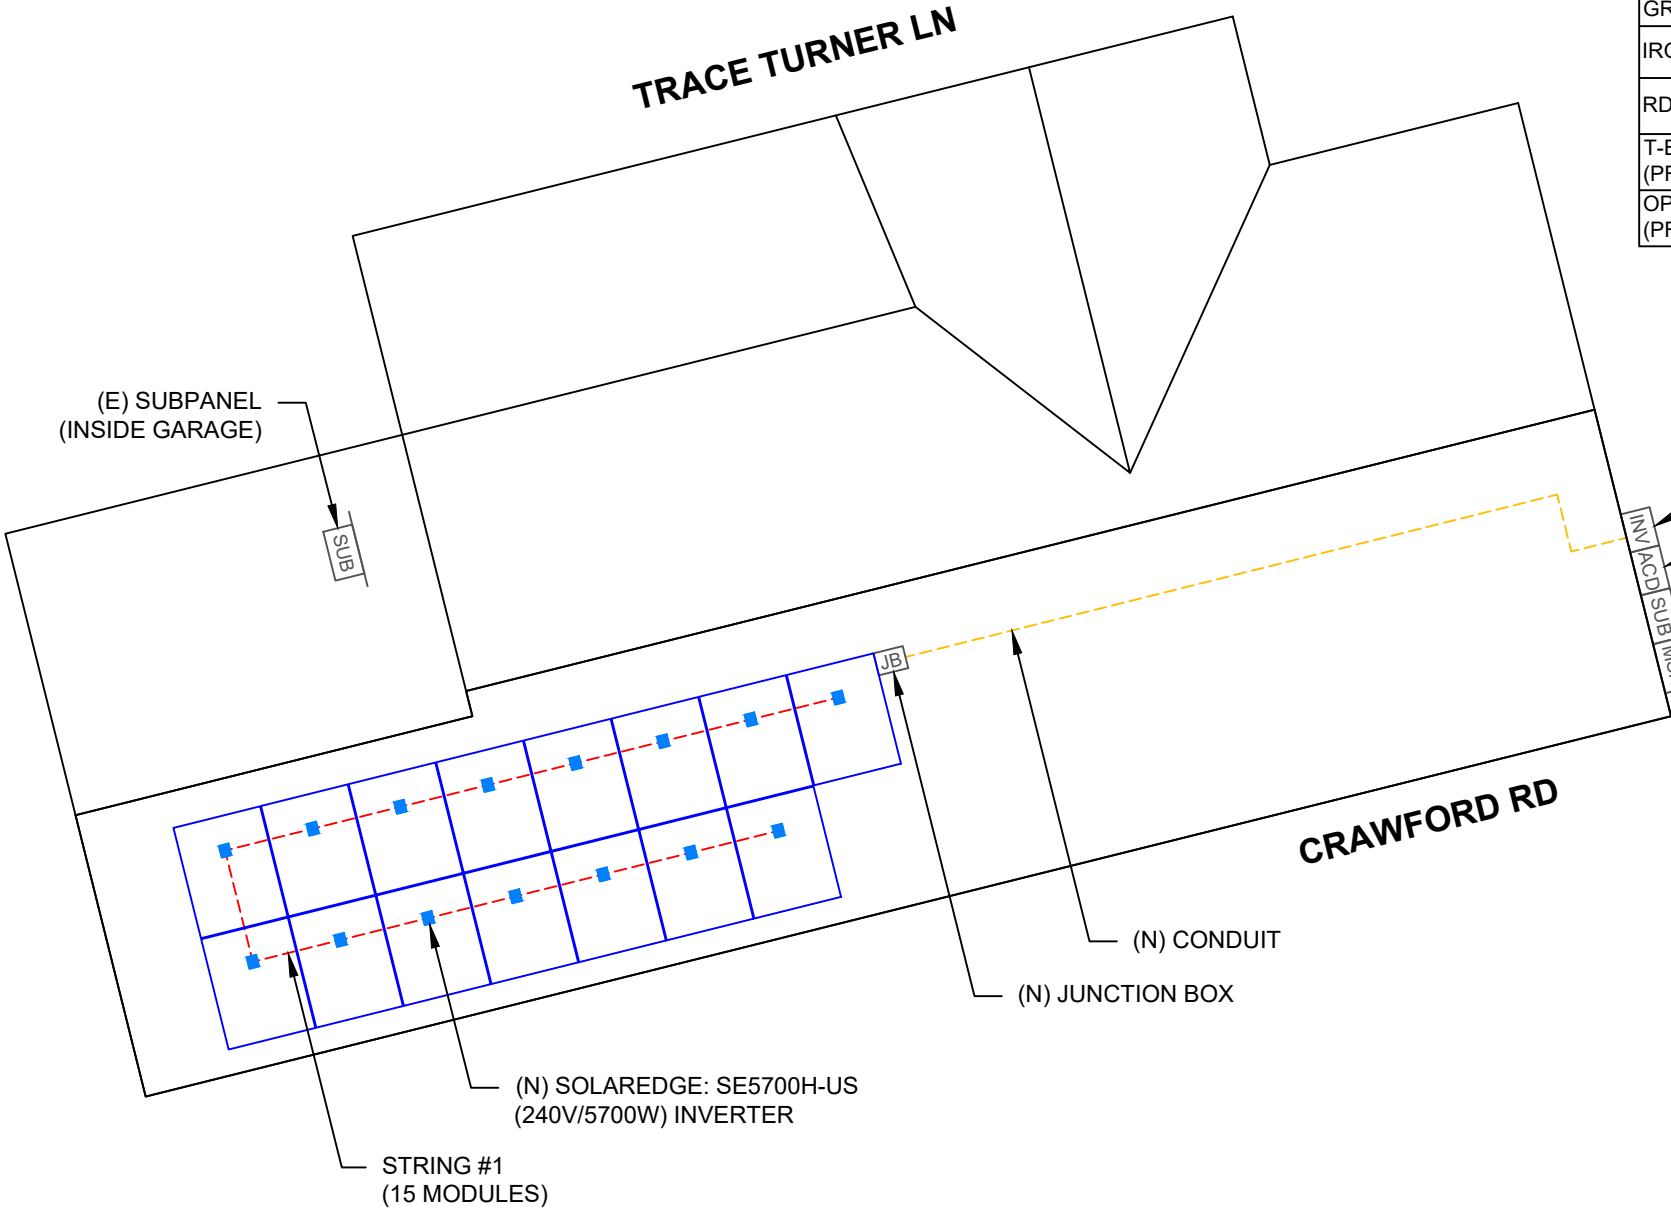 TRACE TURNER LN
(E) SUBPANEL
(INSIDE GARAGE)
SUB
INV
ACD
SUB
JB
CRAWFORD RD
(N) CONDUIT
(N) JUNCTION BOX
(N) SOLAREDGE: SE5700H-US
(240V/5700W) INVERTER
STRING #1
(15 MODULES)